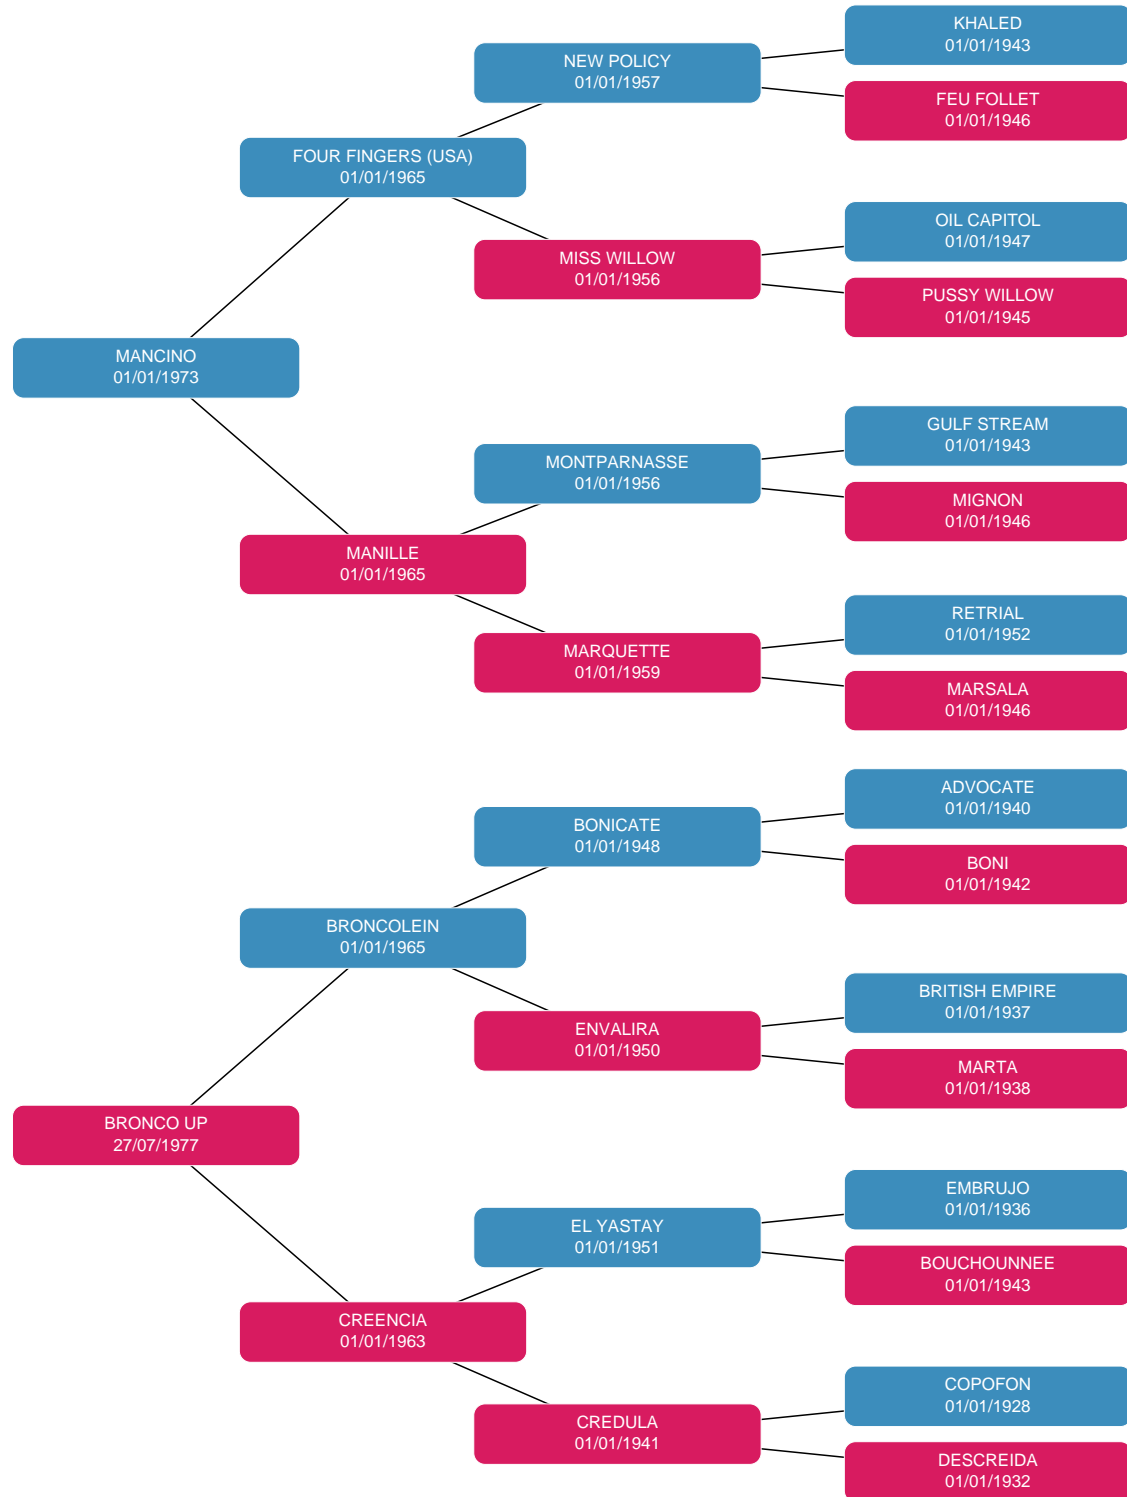 KHALED
01/01/1943
NEW POLICY
01/01/1957
FEU FOLLET
01/01/1946
FOUR FINGERS (USA)
01/01/1965
OIL CAPITOL
01/01/1947
MISS WILLOW
01/01/1956
PUSSY WILLOW
01/01/1945
MANCINO
01/01/1973
GULF STREAM
01/01/1943
MONTPARNASSE
01/01/1956
MIGNON
01/01/1946
MANILLE
01/01/1965
RETRIAL
01/01/1952
MARQUETTE
01/01/1959
MARSALA
01/01/1946
ADVOCATE
01/01/1940
BONICATE
01/01/1948
BONI
01/01/1942
BRONCOLEIN
01/01/1965
BRITISH EMPIRE
01/01/1937
ENVALIRA
01/01/1950
MARTA
01/01/1938
BRONCO UP
27/07/1977
EMBRUJO
01/01/1936
EL YASTAY
01/01/1951
BOUCHOUNNEE
01/01/1943
CREENCIA
01/01/1963
COPOFON
01/01/1928
CREDULA
01/01/1941
DESCREIDA
01/01/1932